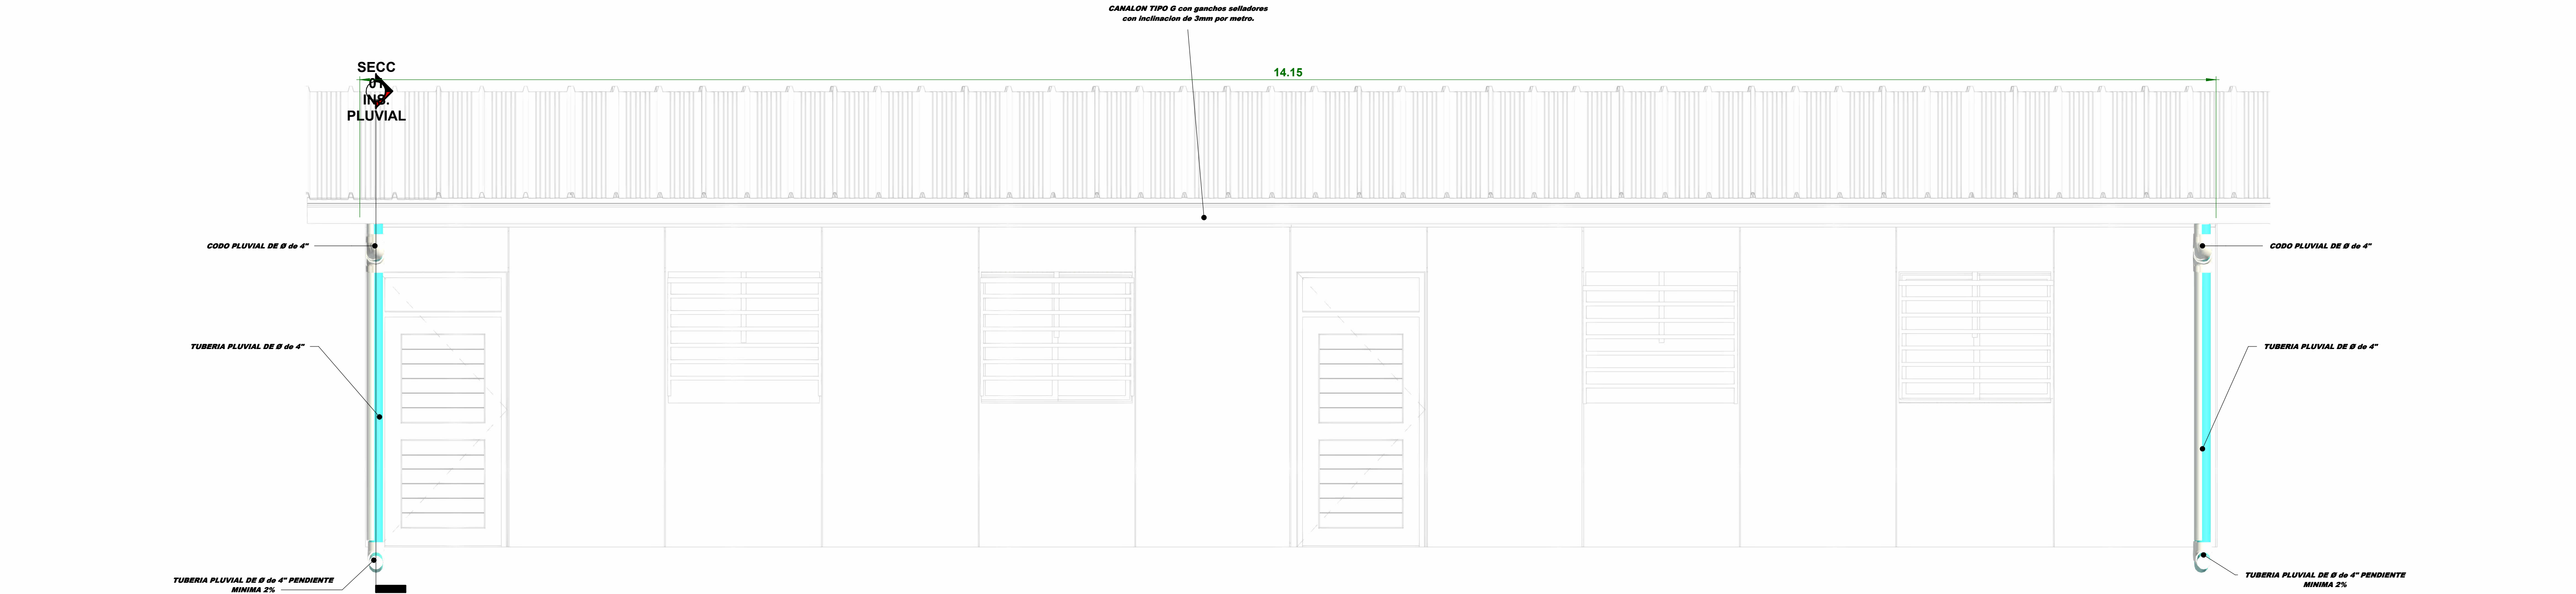 CANALON TIPO G con ganchos selladores
con inclinacion de 3mm por metro.
SECC
01
INS.
PLUVIAL
14.15
CODO PLUVIAL DE Ø de 4"
CODO PLUVIAL DE Ø de 4"
TUBERIA PLUVIAL DE Ø de 4"
TUBERIA PLUVIAL DE Ø de 4"
TUBERIA PLUVIAL DE Ø de 4" PENDIENTE
MINIMA 2%
TUBERIA PLUVIAL DE Ø de 4" PENDIENTE
MINIMA 2%